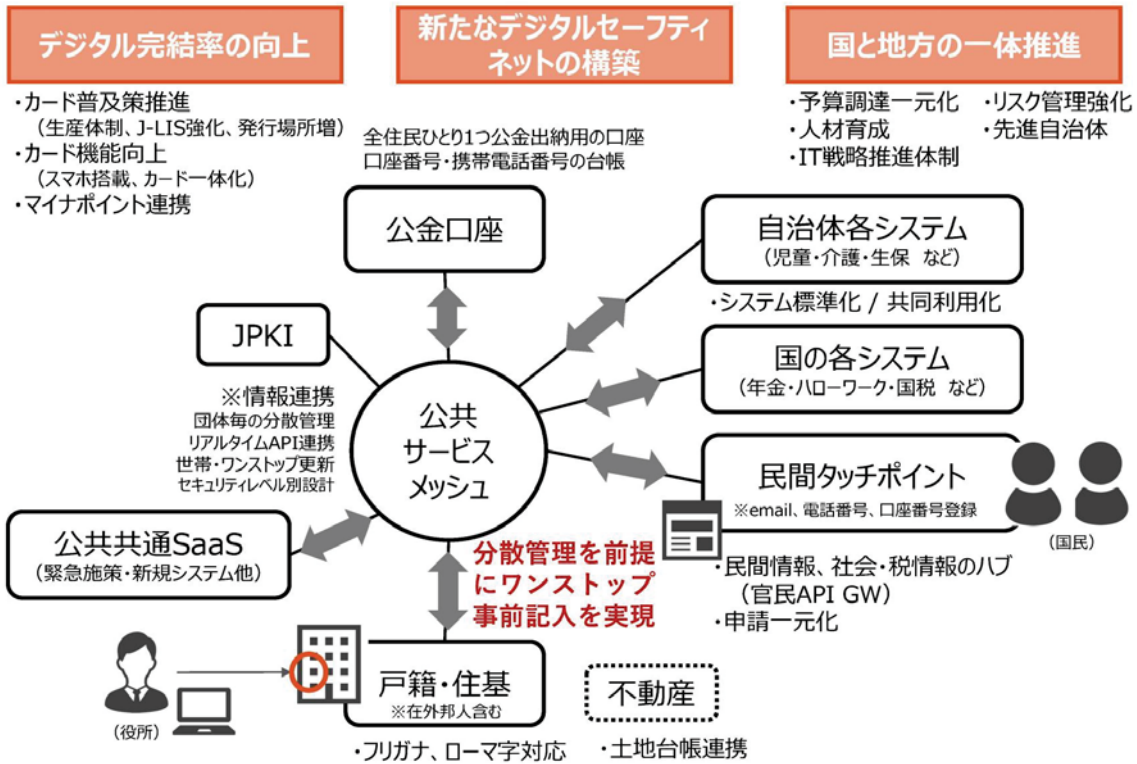 デジタル完結率の向上
新たなデジタルセーフティ
ネットの構築
国と地方の一体推進
・カード普及策推進
（生産体制、J-LIS強化、発行場所増）
・カード機能向上
（スマホ搭載、カード一体化）
・マイナポイント連携
全住民ひとり1つ公金出納用の口座
口座番号・携帯電話番号の台帳
・予算調達一元化
・人材育成
・IT戦略推進体制
・リスク管理強化
・先進自治体
公金口座
自治体各システム
（児童・介護・生保 など）
・システム標準化 / 共同利用化
JPKI
国の各システム
（年金・ハローワーク・国税 など）
※情報連携
団体毎の分散管理
リアルタイムAPI連携
世帯・ワンストップ更新
セキュリティレベル別設計
公共
サービス
メッシュ
民間タッチポイント
※email、電話番号、口座番号登録
（国民）
・民間情報、社会・税情報のハブ
（官民API GW）
・申請一元化
公共共通SaaS
（緊急施策・新規システム他）
分散管理を前提
にワンストップ
事前記入を実現
（役所）
戸籍・住基
※在外邦人含む
・フリガナ、ローマ字対応
不動産
・土地台帳連携